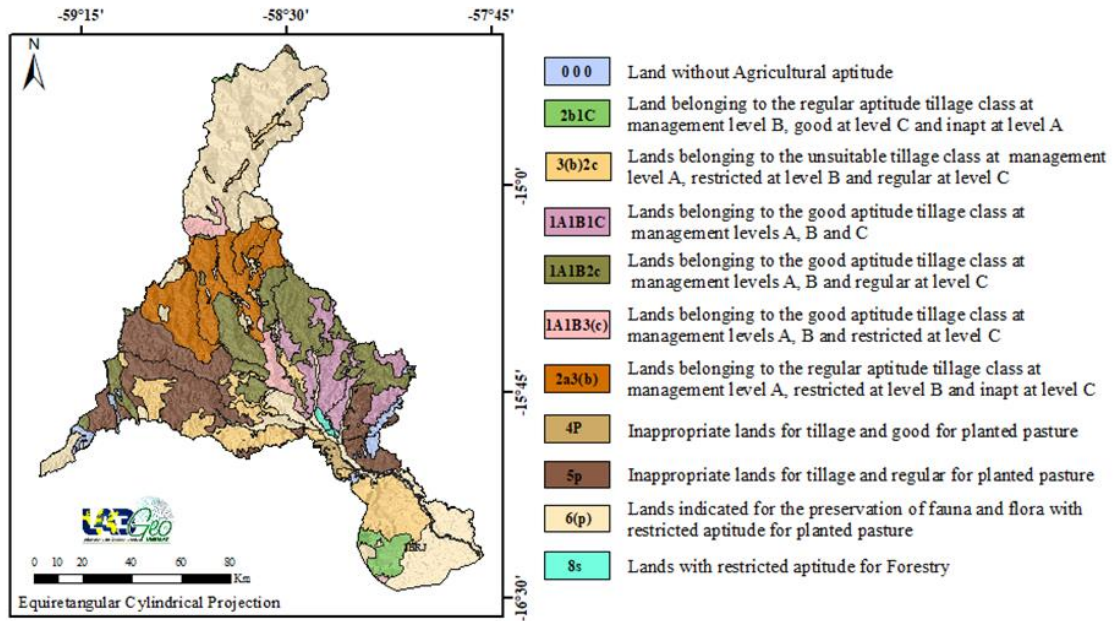 -59°15'
-58°30'
-57°45'
N
-15°0'
-15°45'
-16°30'
LABGeo
UNEMAT
0 10 20 40 60 80
Km
Equiretangular Cylindrical Projection
000 Land without Agricultural aptitude
2b1C Land belonging to the regular aptitude tillage class at
management level B, good at level C and inapt at level A
3(b)2c Lands belonging to the unsuitable tillage class at management
level A, restricted at level B and regular at level C
1A1B1C Lands belonging to the good aptitude tillage class at
management levels A, B and C
1A1B2c Lands belonging to the good aptitude tillage class at
management levels A, B and regular at level C
1A1B3(c) Lands belonging to the good aptitude tillage class at
management levels A, B and restricted at level C
2a3(b) Lands belonging to the regular aptitude tillage class at
management level A, restricted at level B and inapt at level C
4P Inappropriate lands for tillage and good for planted pasture
5p Inappropriate lands for tillage and regular for planted pasture
6(p) Lands indicated for the preservation of fauna and flora with
restricted aptitude for planted pasture
8s Lands with restricted aptitude for Forestry